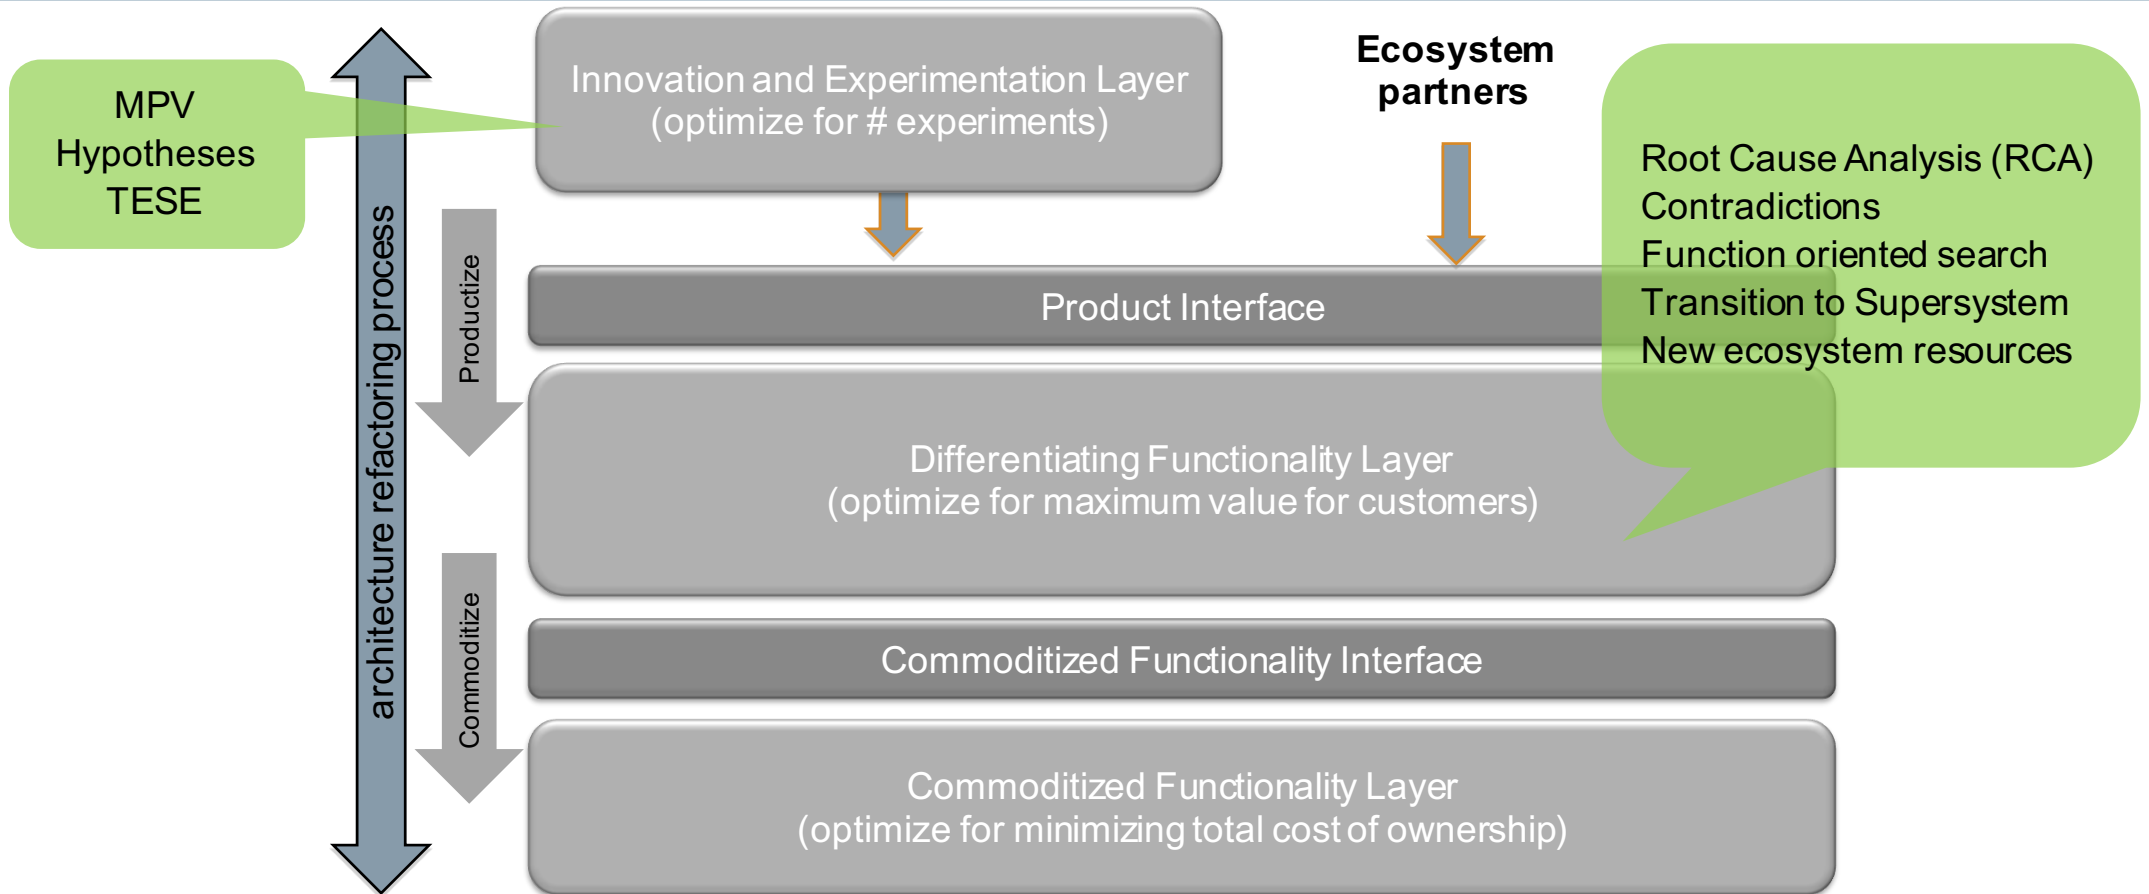 MPV
Hypotheses
TESE
architecture refactoring process
Innovation and Experimentation Layer
(optimize for # experiments)
Ecosystem
partners
Root Cause Analysis (RCA)
Contradictions
Function oriented search
Transition to Supersystem
New ecosystem resources
Productize
Product Interface
Differentiating Functionality Layer
(optimize for maximum value for customers)
Commoditize
Commoditized Functionality Interface
Commoditized Functionality Layer
(optimize for minimizing total cost of ownership)